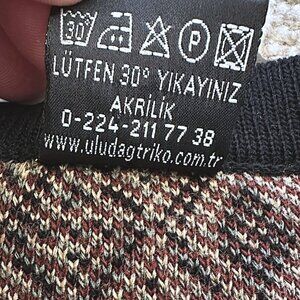 30
P
LÜTFEN 30° YIKAYINIZ
AKRİLİK
0-224-211 77 38
www.uludagtriko.com.tr